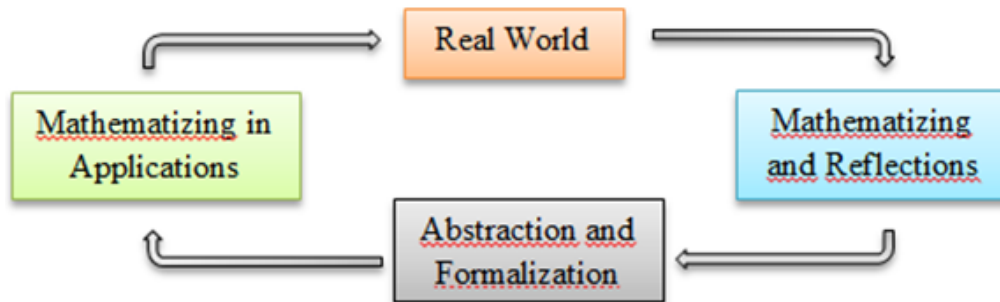 Real World
Mathematizing in
Applications
Mathematizing
and Reflections
Abstraction and
Formalization